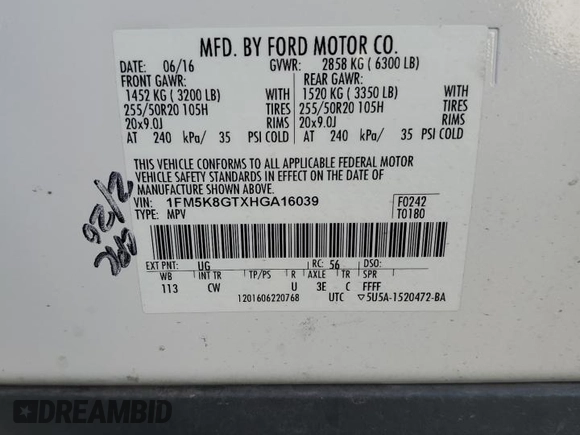 MFD. BY FORD MOTOR CO.
DATE: 06/16 GVWR: 2858 KG ( 6300 LB)
FRONT GAWR: REAR GAWR:
1452 KG ( 3200 LB) WITH 1520 KG ( 3350 LB) WITH
255/50R20 105H TIRES 255/50R20 105H TIRES
20x9.0J RIMS 20x9.0J RIMS
AT 240 kPa/ 35 PSI COLD AT 240 kPa/ 35 PSI COLD
THIS VEHICLE CONFORMS TO ALL APPLICABLE FEDERAL MOTOR
VEHICLE SAFETY AND THEFT PREVENTION STANDARDS IN EFFECT
ON THE DATE OF MANUFACTURE SHOWN ABOVE.
VIN: 1FM5K8GTXHGA16039 F0242
TYPE: MPV T0180
EXT PNT: UG RC: 56 DSO:
WB INT TR TP/PS R AXLE TR SPR
113 CW U 3E C FFFF
1201606220768 UTC ▽5U5A-1520472-BA
2/26
DREAMBID